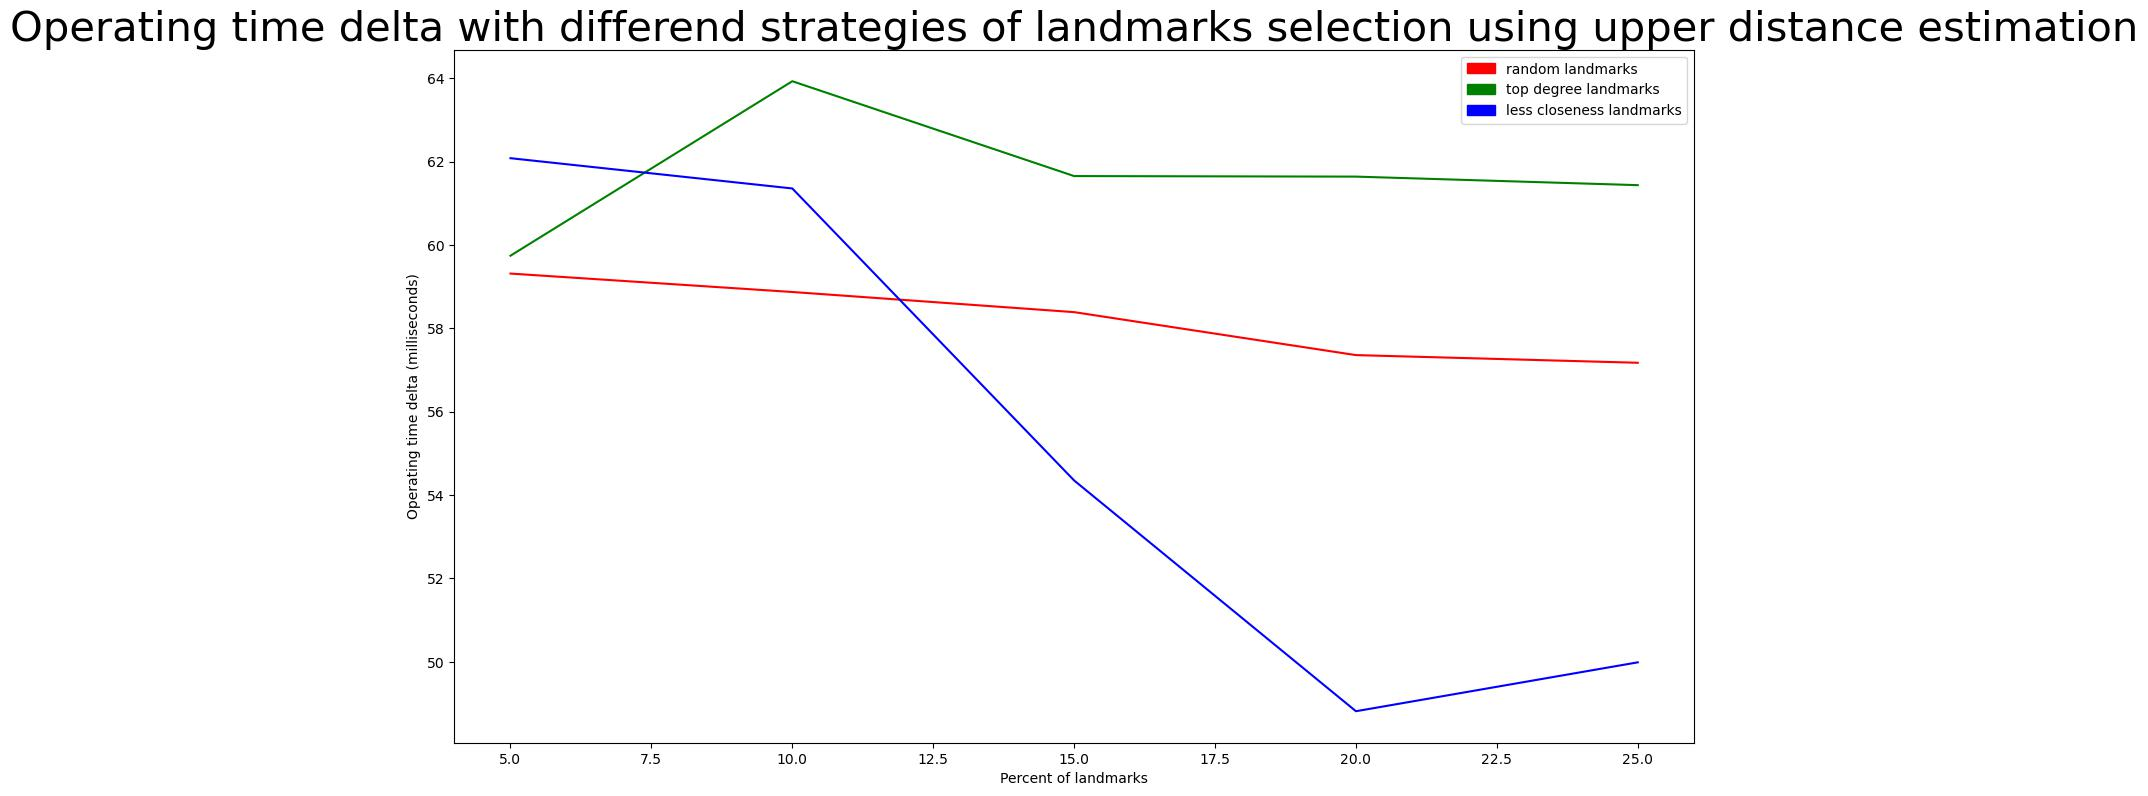 Operating time delta with differend strategies of landmarks selection using upper distance estimation
random landmarks
top degree landmarks
less closeness landmarks
64
62
60
58
56
54
52
50
Operating time delta (milliseconds)
5.0 7.5 10.0 12.5 15.0 17.5 20.0 22.5 25.0
Percent of landmarks